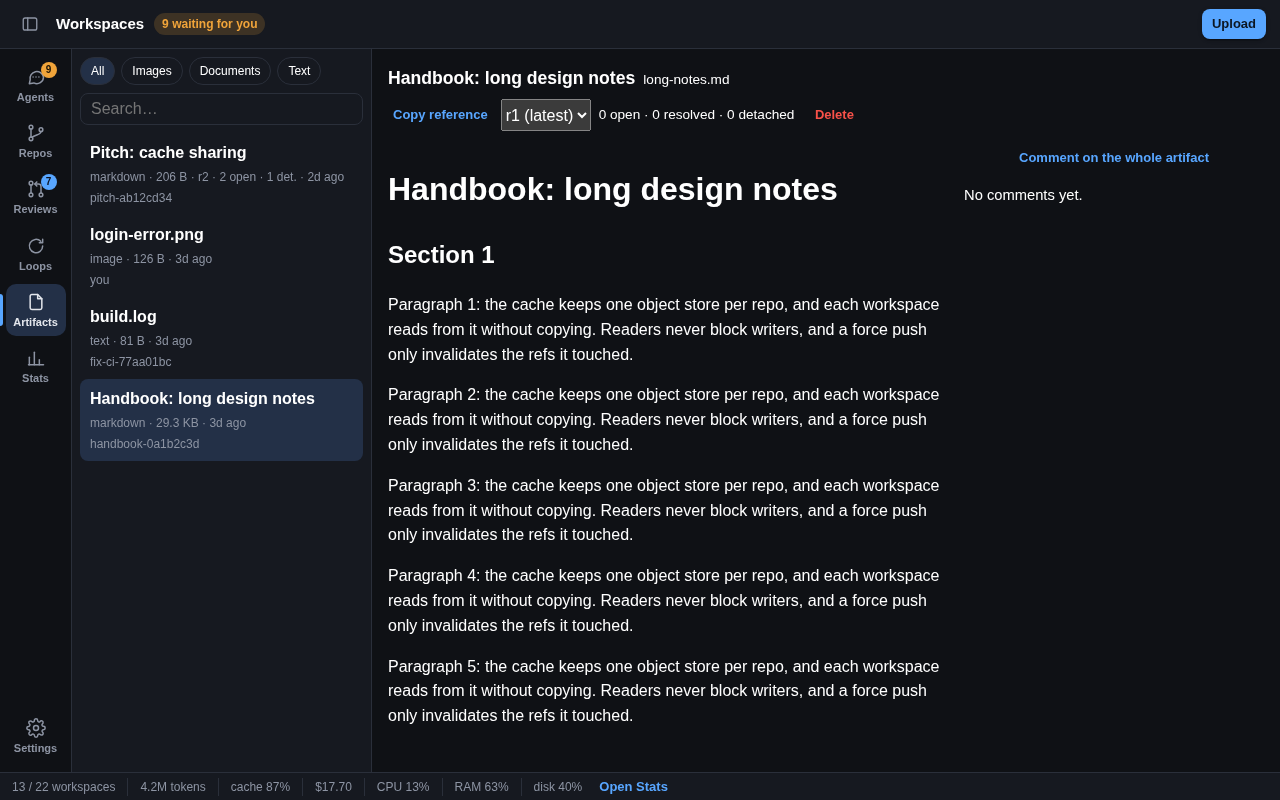 Workspaces
9 waiting for you
Upload
9
Agents
Repos
7
Reviews
Loops
Artifacts
Stats
Settings
All
Images
Documents
Text
Search…
Pitch: cache sharing
markdown · 206 B · r2 · 2 open · 1 det. · 2d ago
pitch-ab12cd34
login-error.png
image · 126 B · 3d ago
you
build.log
text · 81 B · 3d ago
fix-ci-77aa01bc
Handbook: long design notes
markdown · 29.3 KB · 3d ago
handbook-0a1b2c3d
Handbook: long design notes long-notes.md
Copy reference
r1 (latest)
0 open · 0 resolved · 0 detached
Delete
Handbook: long design notes
Section 1
Paragraph 1: the cache keeps one object store per repo, and each workspace
reads from it without copying. Readers never block writers, and a force push
only invalidates the refs it touched.
Paragraph 2: the cache keeps one object store per repo, and each workspace
reads from it without copying. Readers never block writers, and a force push
only invalidates the refs it touched.
Paragraph 3: the cache keeps one object store per repo, and each workspace
reads from it without copying. Readers never block writers, and a force push
only invalidates the refs it touched.
Paragraph 4: the cache keeps one object store per repo, and each workspace
reads from it without copying. Readers never block writers, and a force push
only invalidates the refs it touched.
Paragraph 5: the cache keeps one object store per repo, and each workspace
reads from it without copying. Readers never block writers, and a force push
only invalidates the refs it touched.
Comment on the whole artifact
No comments yet.
13 / 22 workspaces
4.2M tokens
cache 87%
$17.70
CPU 13%
RAM 63%
disk 40%
Open Stats